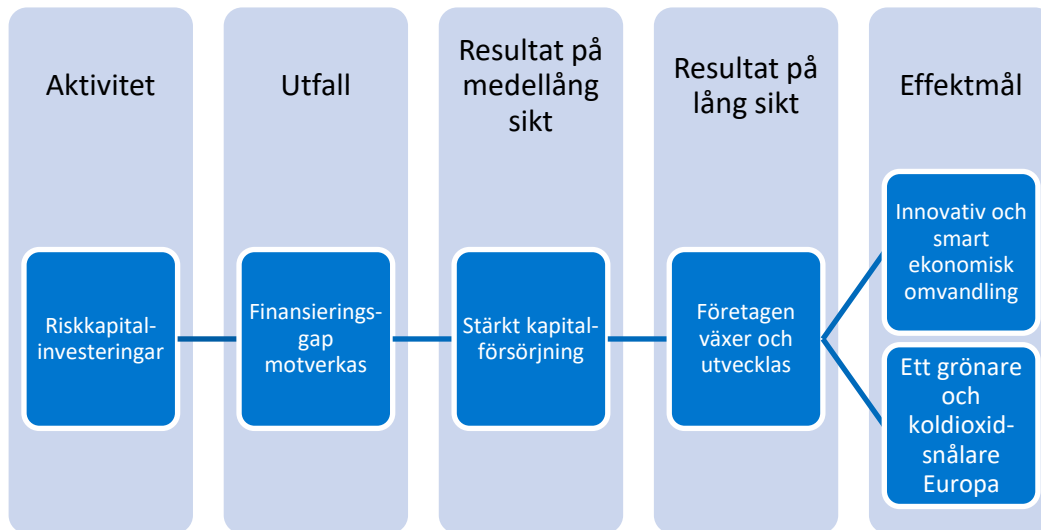 Aktivitet
Riskkapital-
investeringar
Utfall
Finansierings-
gap
motverkas
Resultat på
medellång
sikt
Stärkt kapital-
försörjning
Resultat på
lång sikt
Företagen
växer och
utvecklas
Effektmål
Innovativ och
smart
ekonomisk
omvandling
Ett grönare
och
koldioxid-
snålare
Europa